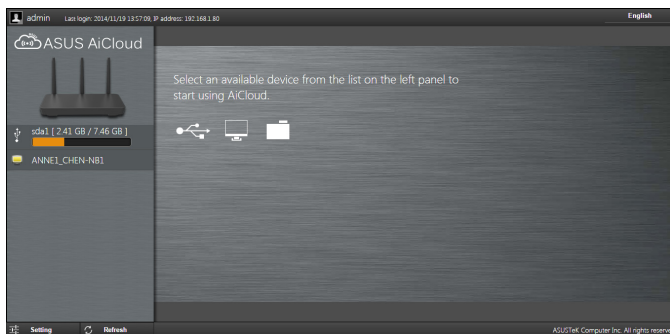 admin Last login: 2014/11/19 13:57:09, IP address: 192.168.1.80 English
ASUS AiCloud
Select an available device from the list on the left panel to
start using AiCloud.
sda1 [ 2.41 GB / 7.46 GB ]
ANNE1_CHEN-NB1
Setting Refresh ASUSTeK Computer Inc. All rights reserve